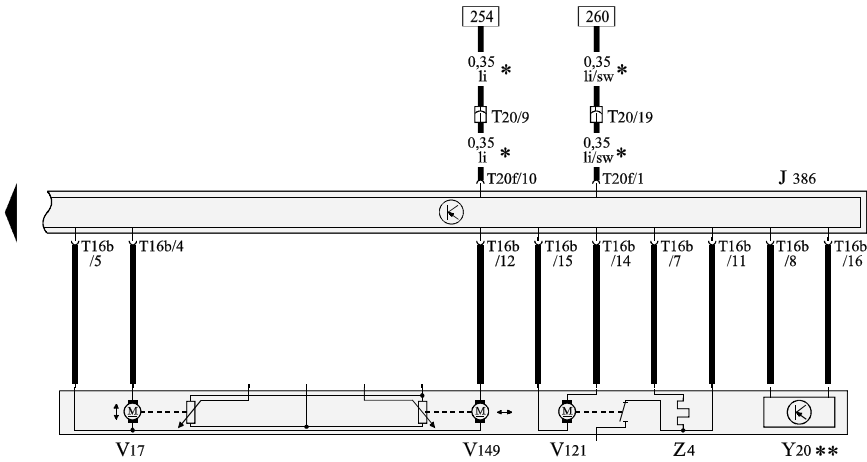 254 260
0,35 li * 0,35 li/sw *
T20/9 T20/19
0,35 li * 0,35 li/sw *
T20f/10 T20f/1 J 386
T16b /5 T16b/4 T16b /12 T16b /15 T16b /14 T16b /7 T16b /11 T16b /8 T16b /16
M M M
V17 V149 V121 Z4 Y20 **